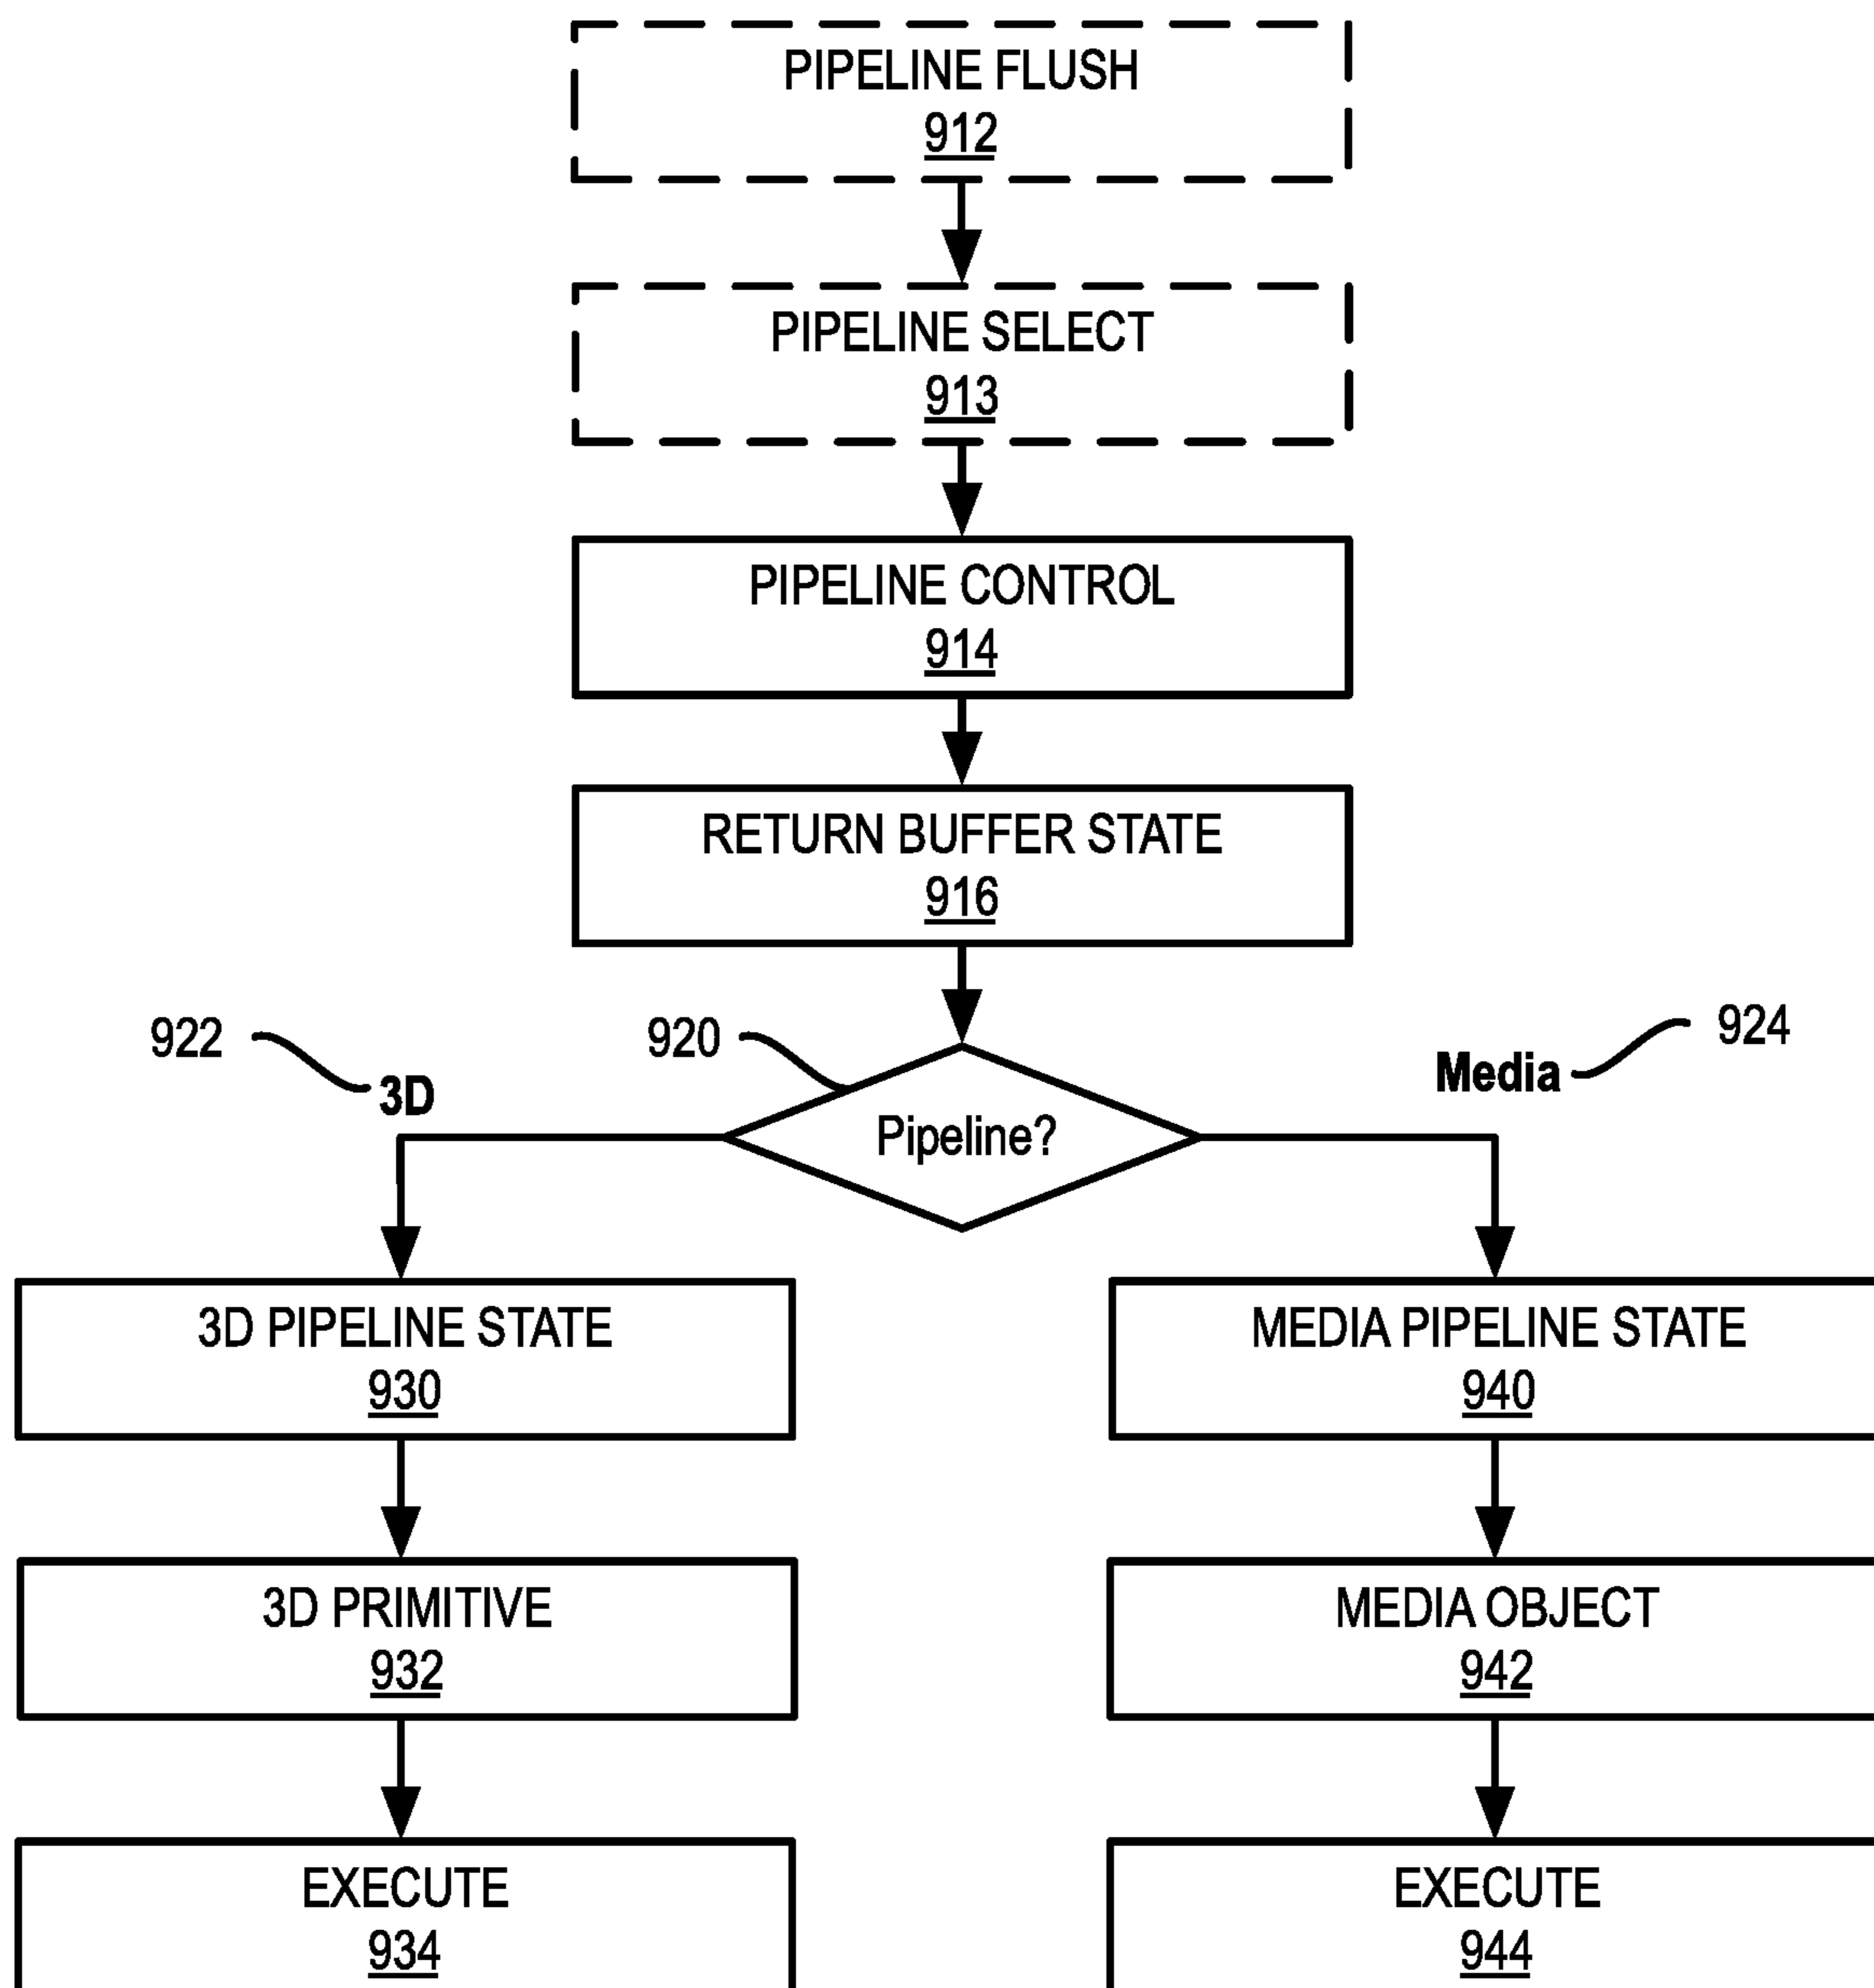 PIPELINE FLUSH
912
PIPELINE SELECT
913
PIPELINE CONTROL
914
RETURN BUFFER STATE
916
922
920
924
3D
Media
Pipeline?
3D PIPELINE STATE
930
MEDIA PIPELINE STATE
940
3D PRIMITIVE
932
MEDIA OBJECT
942
EXECUTE
934
EXECUTE
944